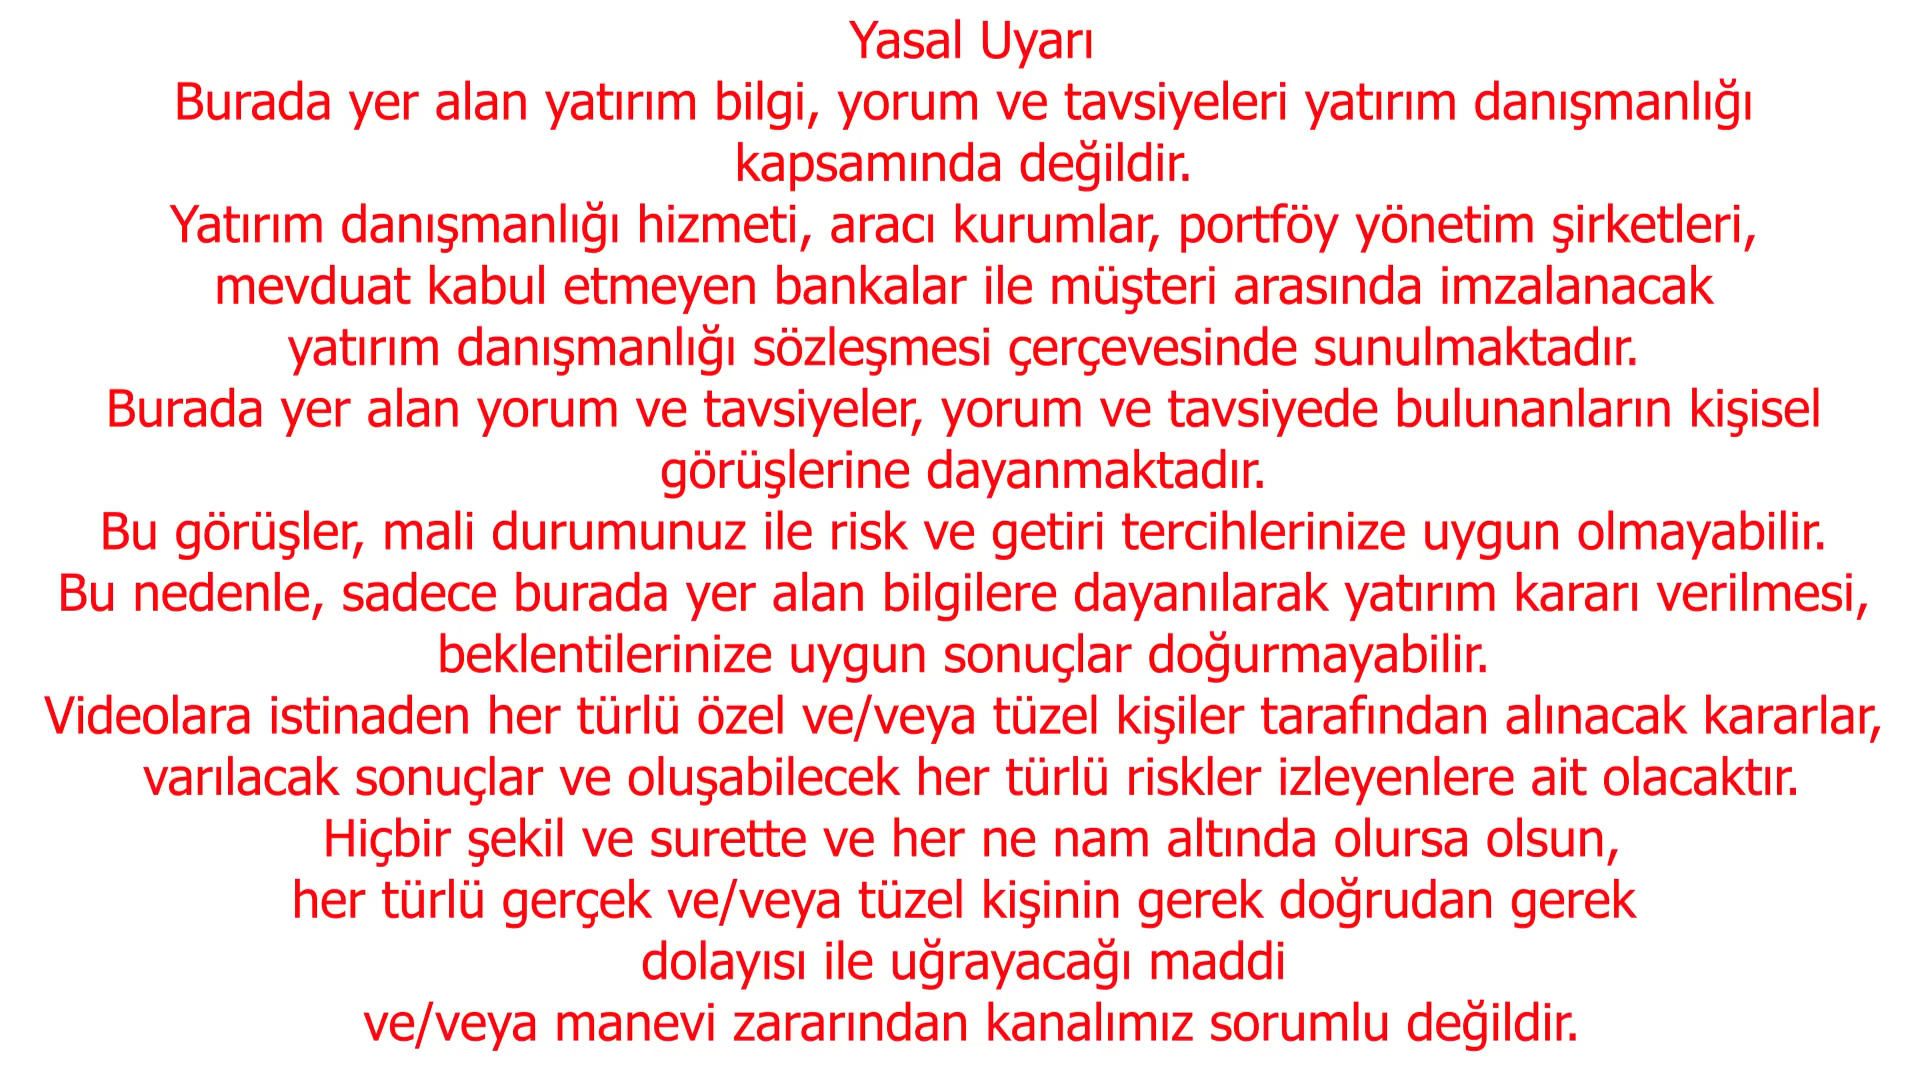 Yasal Uyarı
Burada yer alan yatırım bilgi, yorum ve tavsiyeleri yatırım danışmanlığı
kapsamında değildir.
Yatırım danışmanlığı hizmeti, aracı kurumlar, portföy yönetim şirketleri,
mevduat kabul etmeyen bankalar ile müşteri arasında imzalanacak
yatırım danışmanlığı sözleşmesi çerçevesinde sunulmaktadır.
Burada yer alan yorum ve tavsiyeler, yorum ve tavsiyede bulunanların kişisel
görüşlerine dayanmaktadır.
Bu görüşler, mali durumunuz ile risk ve getiri tercihlerinize uygun olmayabilir.
Bu nedenle, sadece burada yer alan bilgilere dayanılarak yatırım kararı verilmesi,
beklentilerinize uygun sonuçlar doğurmayabilir.
Videolara istinaden her türlü özel ve/veya tüzel kişiler tarafından alınacak kararlar,
varılacak sonuçlar ve oluşabilecek her türlü riskler izleyenlere ait olacaktır.
Hiçbir şekil ve surette ve her ne nam altında olursa olsun,
her türlü gerçek ve/veya tüzel kişinin gerek doğrudan gerek
dolayısı ile uğrayacağı maddi
ve/veya manevi zararından kanalımız sorumlu değildir.